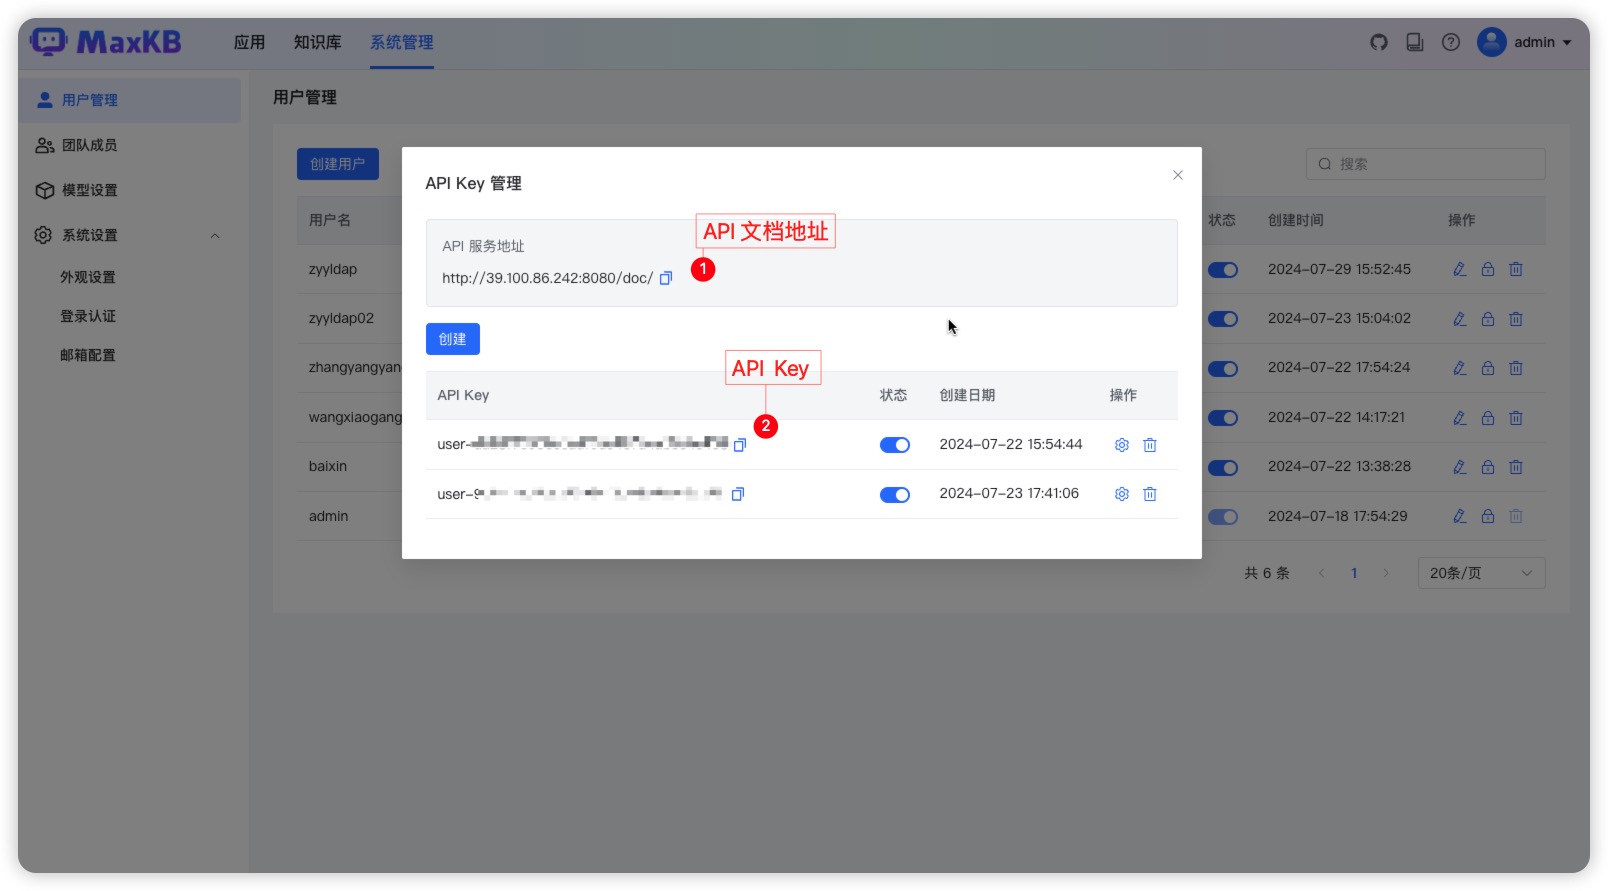 MaxKB 应用 知识库 系统管理 admin
用户管理
团队成员
模型设置
系统设置
外观设置
登录认证
邮箱配置
用户管理
创建用户 搜索
用户名 状态 创建时间 操作
zyyldap 2024-07-29 15:52:45
zyyldap02 2024-07-23 15:04:02
zhangyangyan 2024-07-22 17:54:24
wangxiaogang 2024-07-22 14:17:21
baixin 2024-07-22 13:38:28
admin 2024-07-18 17:54:29
共 6 条 1 20条/页
API Key 管理
API 文档地址
API 服务地址
http://39.100.86.242:8080/doc/ 1
创建
API Key
API Key 状态 创建日期 操作
2
user- 2024-07-22 15:54:44
user- 2024-07-23 17:41:06